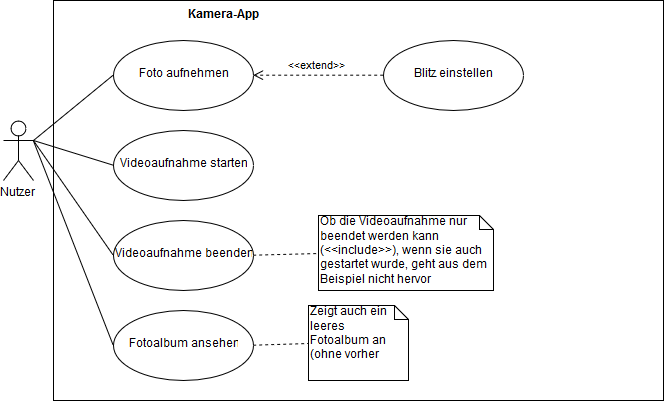 Kamera-App
Foto aufnehmen
<<extend>>
Blitz einstellen
Videoaufnahme starten
Nutzer
Videoaufnahme beenden
Ob die Videoaufnahme nur
beendet werden kann
(<<include>>), wenn sie auch
gestartet wurde, geht aus dem
Beispiel nicht hervor
Fotoalbum ansehen
Zeigt auch ein
leeres
Fotoalbum an
(ohne vorher